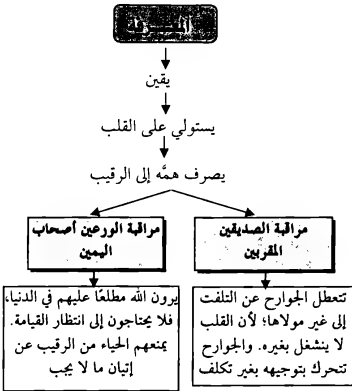 المعرفة
يقين
يستولي على القلب
يصرف همَّه إلى الرقيب
مراقبة الصديقين
المقربين
مراقبة الورعين أصحاب
اليمين
تتعطل الجوارح عن التلفت
إلى غير مولاها؛ لأن القلب
لا ينشغل بغيره. والجوارح
تتحرك بتوجيهه بغير تكلف
يرون الله مطلعًا عليهم في الدنيا،
فلا يحتاجون إلى انتظار القيامة.
يمنعهم الحياء من الرقيب عن
إتيان ما لا يجب